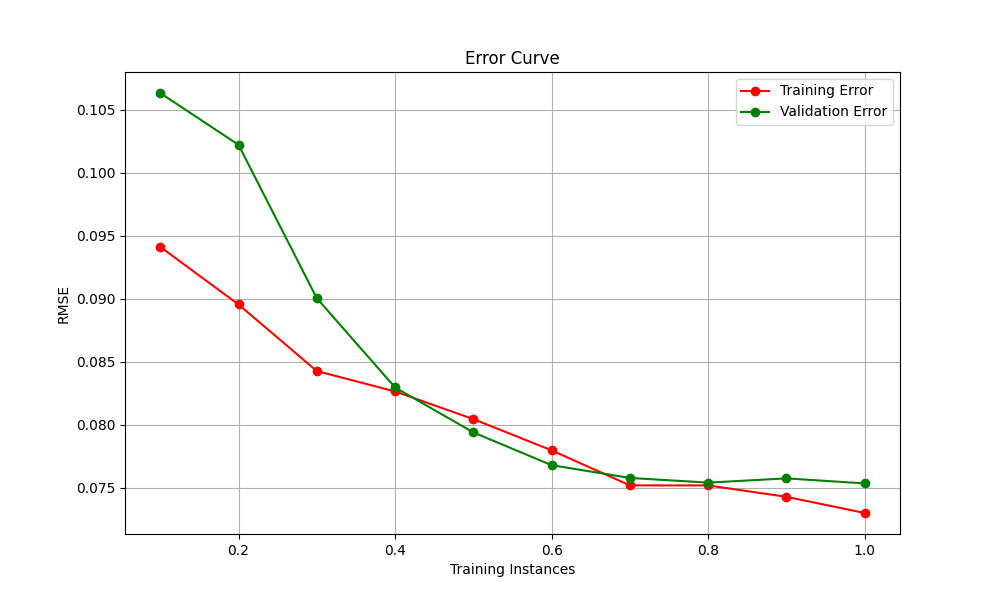 Error Curve
Training Error
Validation Error
0.105
0.100
0.095
0.090
0.085
0.080
0.075
RMSE
0.2 0.4 0.6 0.8 1.0
Training Instances